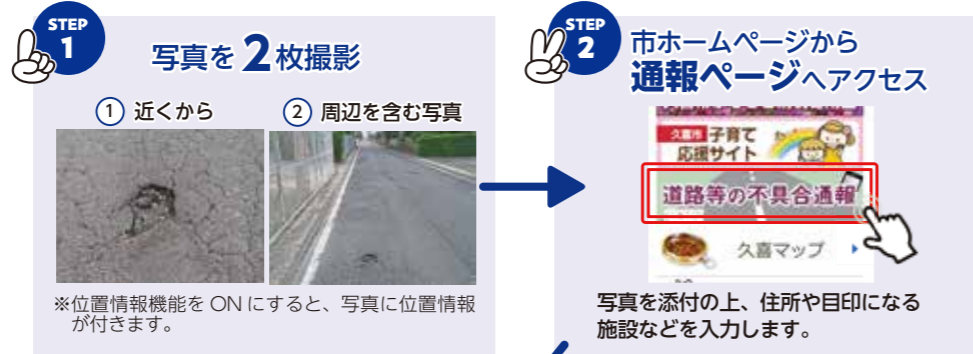 STEP
1
写真を2枚撮影
① 近くから
② 周辺を含む写真
※位置情報機能を ON にすると、写真に位置情報
が付きます。
STEP
2
市ホームページから
通報ページへアクセス
久喜市 子育て
応援サイト
道路等の不具合通報
久喜マップ
写真を添付の上、住所や目印になる
施設などを入力します。